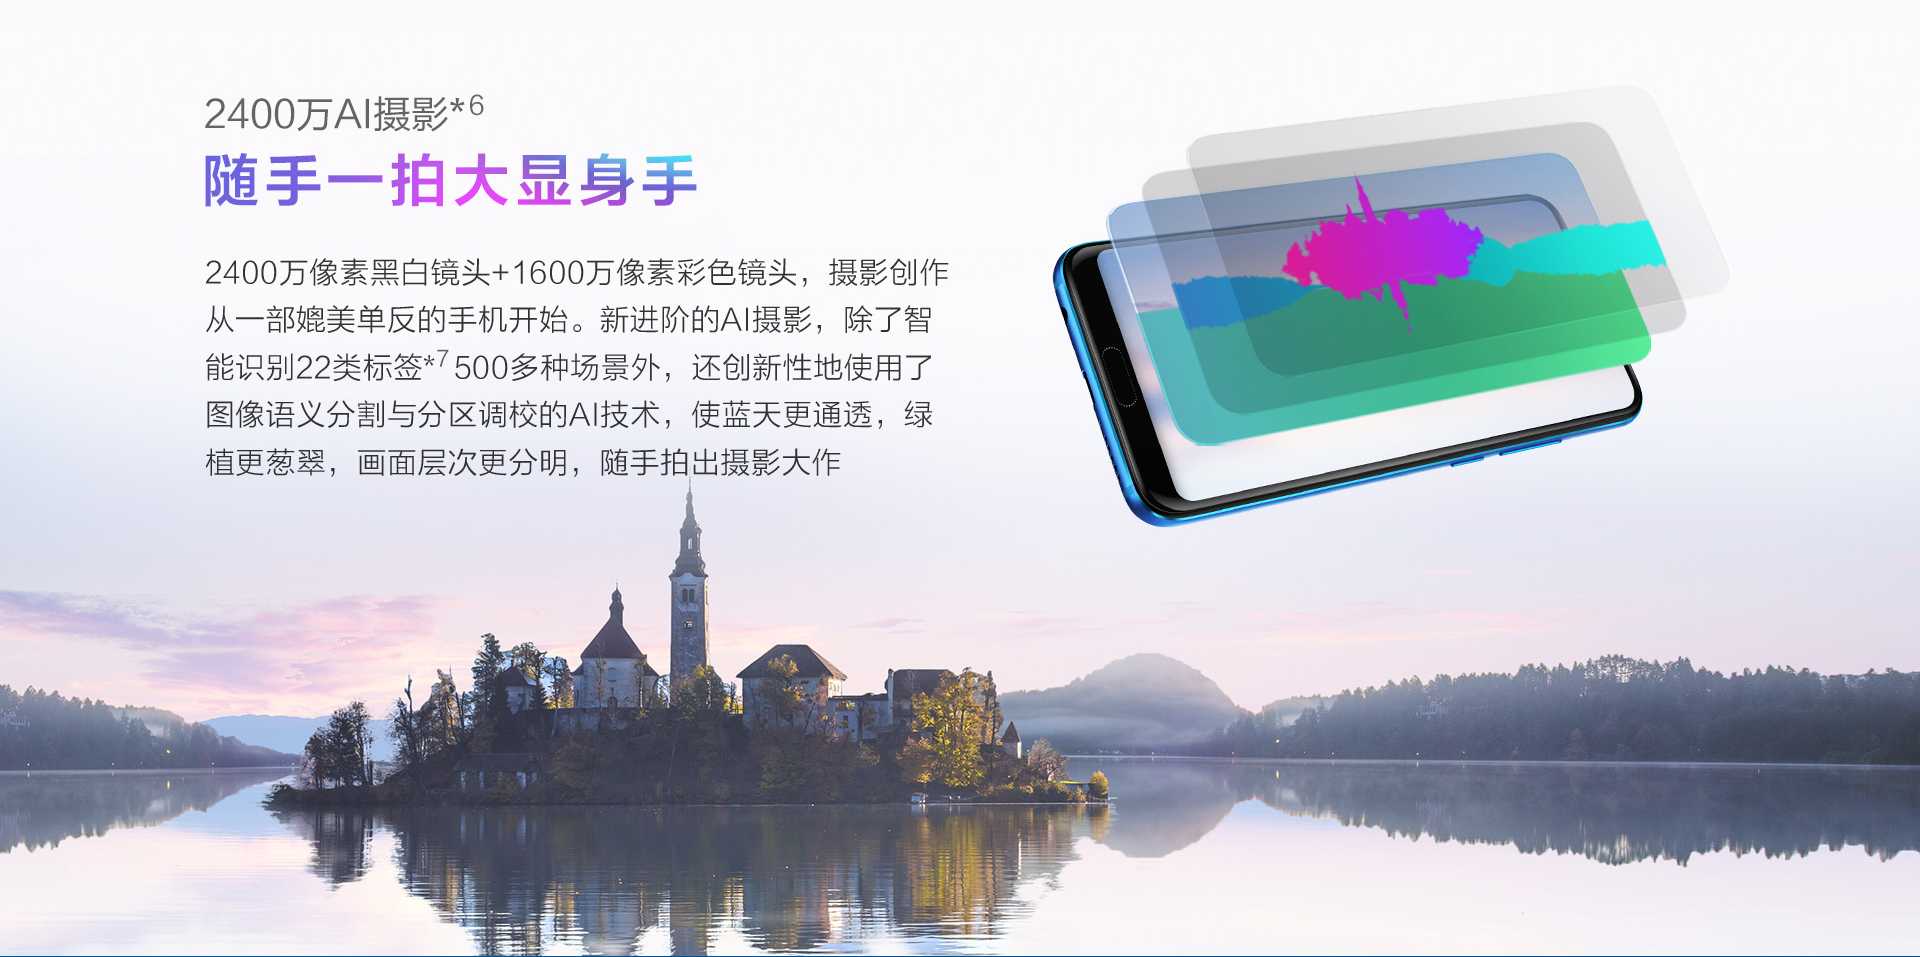 2400万AI摄影*6
随手一拍大显身手
2400万像素黑白镜头+1600万像素彩色镜头，摄影创作
从一部媲美单反的手机开始。新进阶的AI摄影，除了智
能识别22类标签*7 500多种场景外，还创新性地使用了
图像语义分割与分区调校的AI技术，使蓝天更通透，绿
植更葱翠，画面层次更分明，随手拍出摄影大作